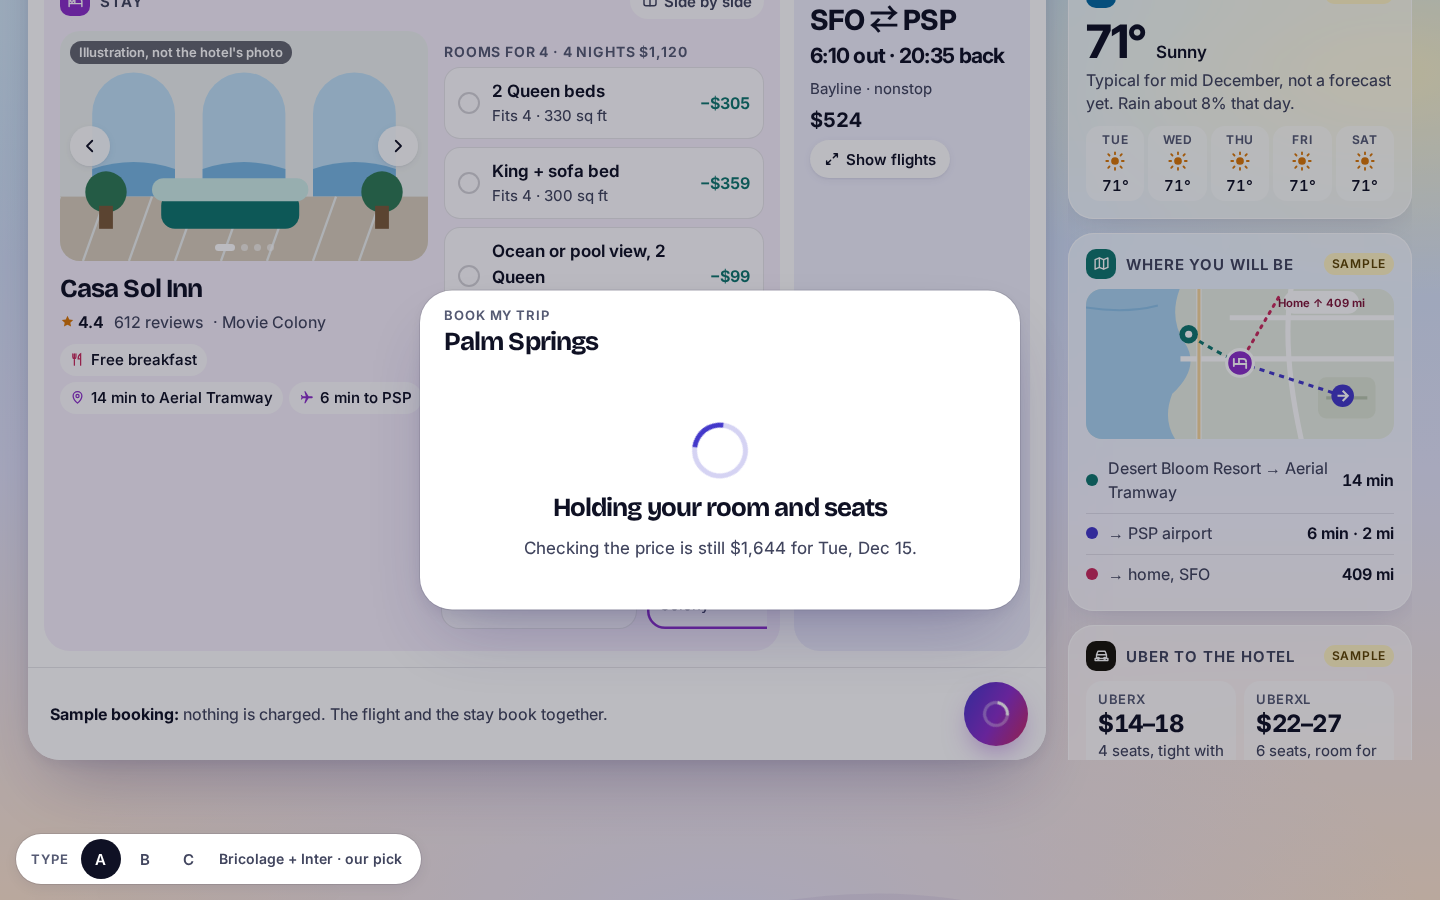 STAY
Side by side
Illustration, not the hotel's photo
ROOMS FOR 4 · 4 NIGHTS $1,120
2 Queen beds
Fits 4 · 330 sq ft
−$305
King + sofa bed
Fits 4 · 300 sq ft
−$359
Ocean or pool view, 2
Queen
−$99
Casa Sol Inn
4.4 612 reviews · Movie Colony
Free breakfast
14 min to Aerial Tramway
6 min to PSP
SFO ⇄ PSP
6:10 out · 20:35 back
Bayline · nonstop
$524
Show flights
BOOK MY TRIP
Palm Springs
Holding your room and seats
Checking the price is still $1,644 for Tue, Dec 15.
Sample booking: nothing is charged. The flight and the stay book together.
71° Sunny
Typical for mid December, not a forecast
yet. Rain about 8% that day.
TUE WED THU FRI SAT
71° 71° 71° 71° 71°
WHERE YOU WILL BE
SAMPLE
Home ↑ 409 mi
Desert Bloom Resort → Aerial
Tramway
14 min
→ PSP airport
6 min · 2 mi
→ home, SFO
409 mi
UBER TO THE HOTEL
SAMPLE
UBERX
$14–18
4 seats, tight with
UBERXL
$22–27
6 seats, room for
TYPE A B C Bricolage + Inter · our pick